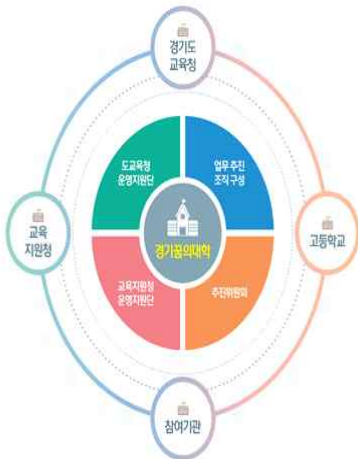 경기도
교육청
도교육청
운영지원단
업무 추진
조직 구성
교육
지원청
경기꿈의대학
고등학교
교육지원청
운영지원단
추진위원회
참여기관